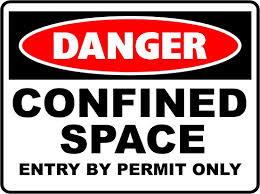 DANGER
CONFINED
SPACE
ENTRY BY PERMIT ONLY